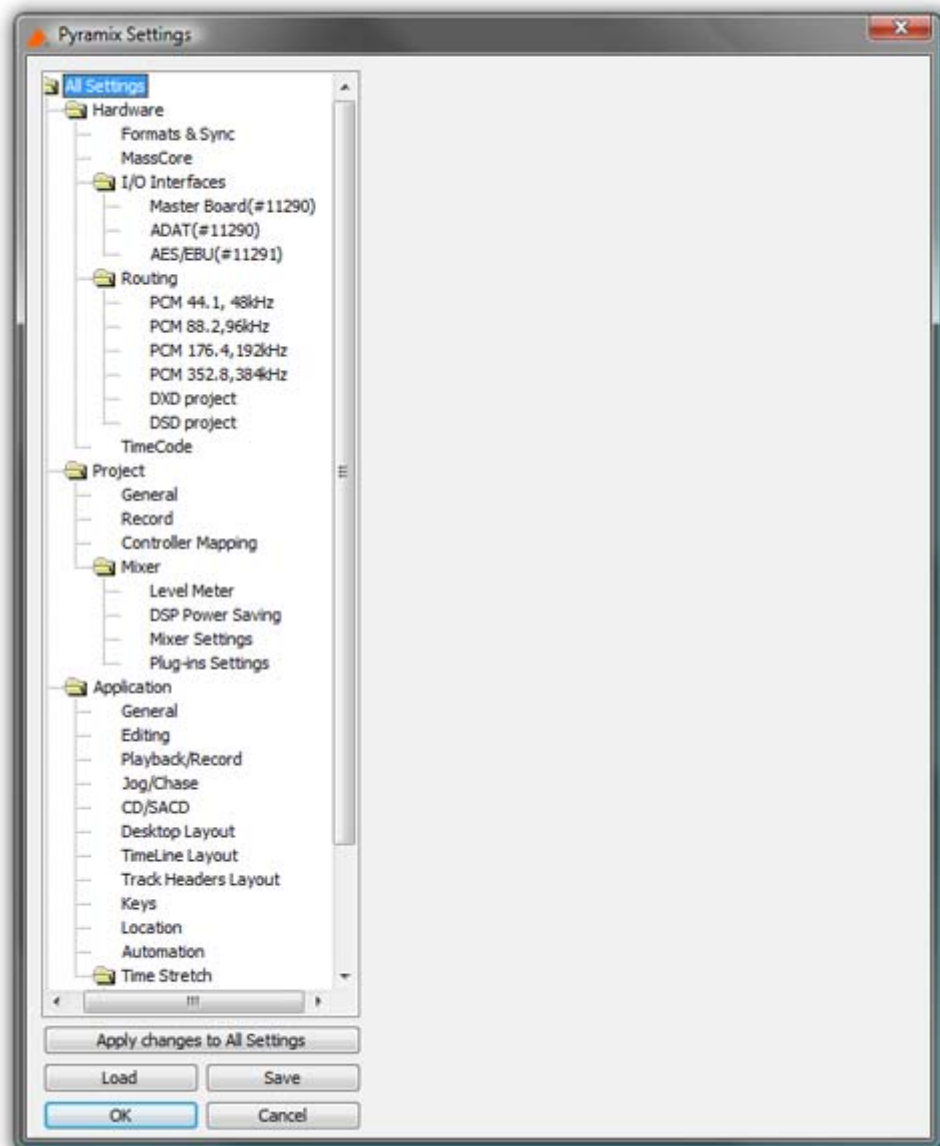 Pyramix Settings
All Settings
Hardware
Formats & Sync
MassCore
I/O Interfaces
Master Board(#11290)
ADAT(#11290)
AES/EBU(#11291)
Routing
PCM 44.1, 48kHz
PCM 88.2,96kHz
PCM 176.4,192kHz
PCM 352.8,384kHz
DXD project
DSD project
TimeCode
Project
General
Record
Controller Mapping
Mixer
Level Meter
DSP Power Saving
Mixer Settings
Plug-ins Settings
Application
General
Editing
Playback/Record
Jog/Chase
CD/SACD
Desktop Layout
TimeLine Layout
Track Headers Layout
Keys
Location
Automation
Time Stretch
Apply changes to All Settings
Load Save
OK Cancel